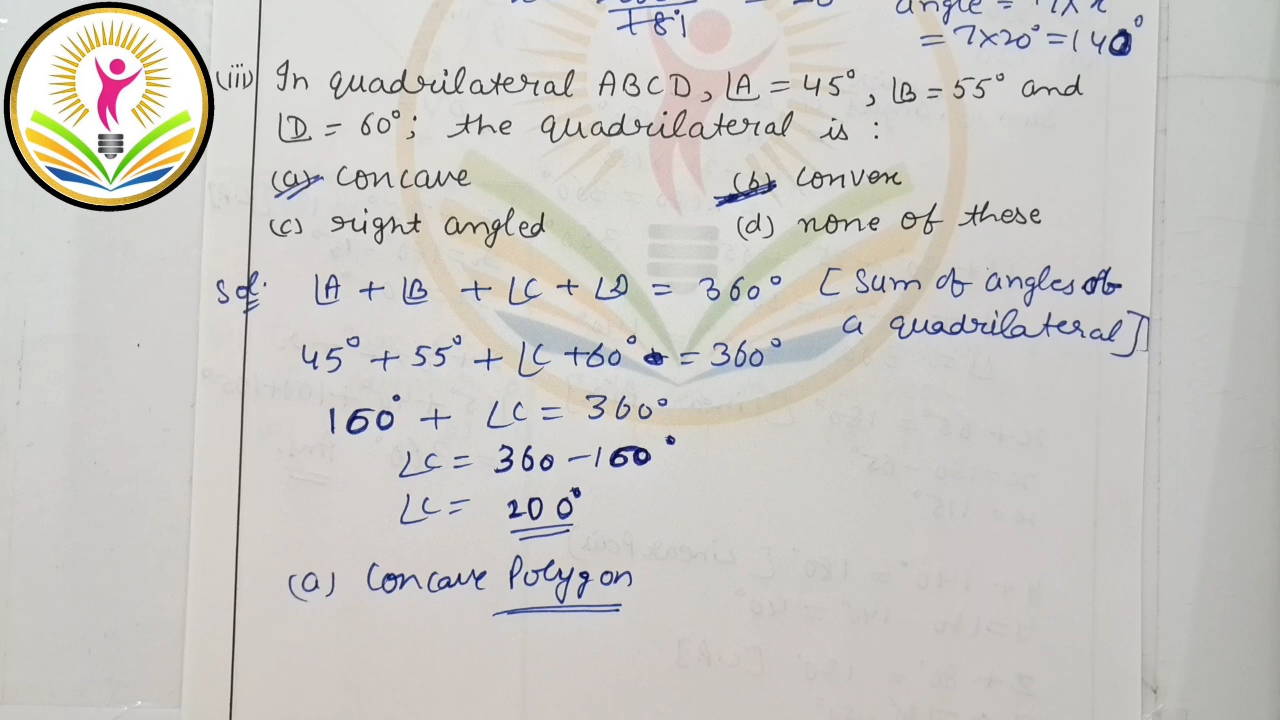 angle =
= 7×20° = 140°
(iii) In quadrilateral ABCD, ∠A = 45°, ∠B = 55° and
∠D = 60°; the quadrilateral is :
(a) concave (b) convex
(c) right angled (d) none of these
Sol. ∠A + ∠B + ∠C + ∠D = 360° [Sum of angles of
a quadrilateral]
45° + 55° + ∠C + 60° = 360°
160° + ∠C = 360°
∠C = 360 - 160°
∠C = 200°
(a) Concave Polygon